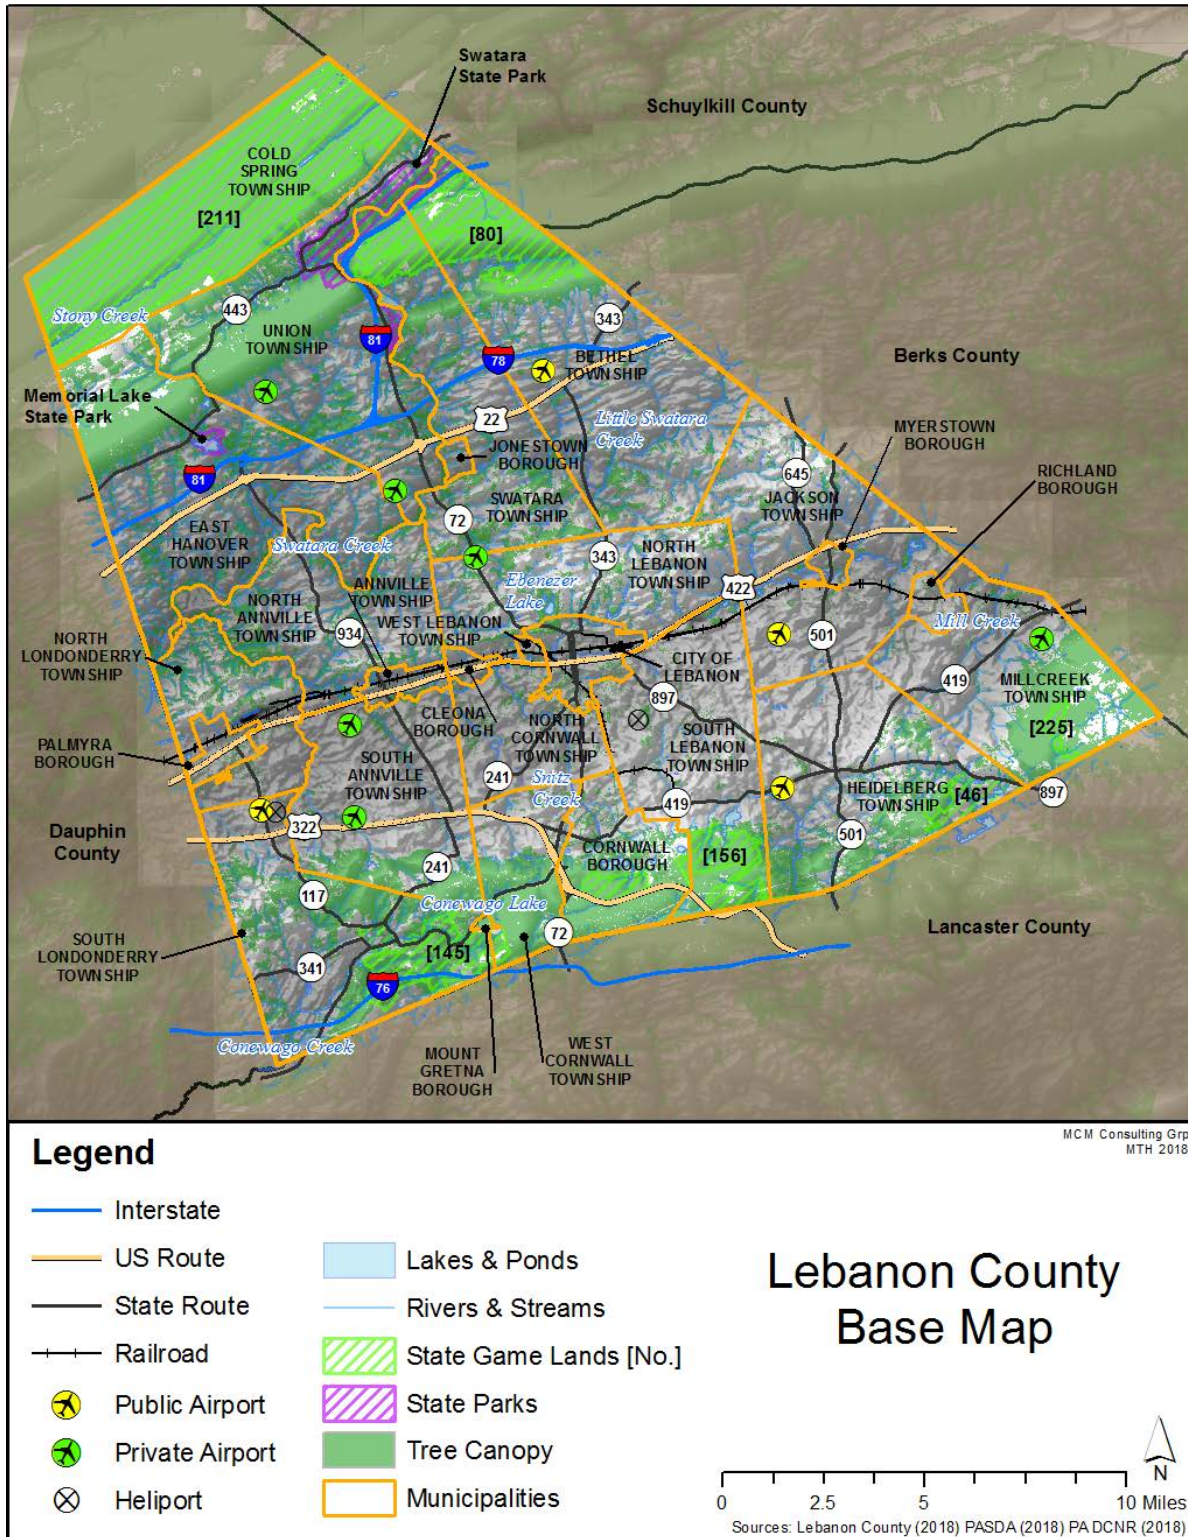 Swatara
State Park
Schuylkill County
COLD
SPRING
TOWNSHIP
[211]
[80]
Stony Creek
443
UNION
TOWNSHIP
81
343
78
BETHEL
TOWNSHIP
Berks County
Memorial Lake
State Park
22
Little Swatara
Creek
MYERSTOWN
BOROUGH
JONESTOWN
BOROUGH
RICHLAND
BOROUGH
81
645
JACKSON
TOWNSHIP
SWATARA
TOWNSHIP
72
EAST
HANOVER
TOWNSHIP
Swatara Creek
343
NORTH
LEBANON
TOWNSHIP
ANNVILLE
TOWNSHIP
Ebenezer
Lake
422
NORTH
ANNVILLE
TOWNSHIP
934
WEST LEBANON
TOWNSHIP
501
Mill Creek
NORTH
LONDONDERRY
TOWNSHIP
CITY OF
LEBANON
419
MILLCREEK
TOWNSHIP
[225]
897
CLEONA
BOROUGH
NORTH
CORNWALL
TOWNSHIP
SOUTH
LEBANON
TOWNSHIP
PALMYRA
BOROUGH
SOUTH
ANNVILLE
TOWNSHIP
241
Snitz
Creek
419
HEIDELBERG
TOWNSHIP
[46]
897
Dauphin
County
322
501
CORNWALL
BOROUGH
[156]
241
117
Conewago Lake
Lancaster County
SOUTH
LONDONDERRY
TOWNSHIP
72
[145]
341
76
Conewago Creek
MOUNT
GRETNA
BOROUGH
WEST
CORNWALL
TOWNSHIP
MCM Consulting Grp
MTH 2018
Legend
Interstate
US Route
State Route
Railroad
Public Airport
Private Airport
Heliport
Lakes & Ponds
Rivers & Streams
State Game Lands [No.]
State Parks
Tree Canopy
Municipalities
Lebanon County
Base Map
N
0 2.5 5 10 Miles
Sources: Lebanon County (2018) PASDA (2018) PA DCNR (2018)